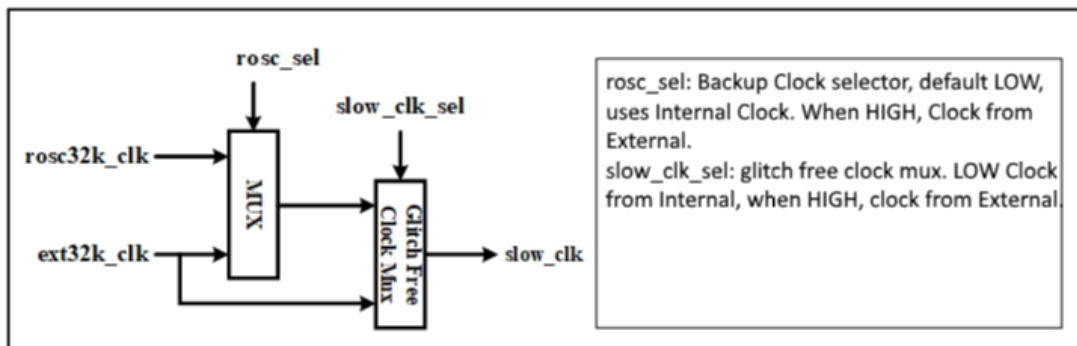 rosc_sel
slow_clk_sel
rosc32k_clk
MUX
ext32k_clk
Glitch Free
Clock Mux
slow_clk
rosc_sel: Backup Clock selector, default LOW,
uses Internal Clock. When HIGH, Clock from
External.
slow_clk_sel: glitch free clock mux. LOW Clock
from Internal, when HIGH, clock from External.